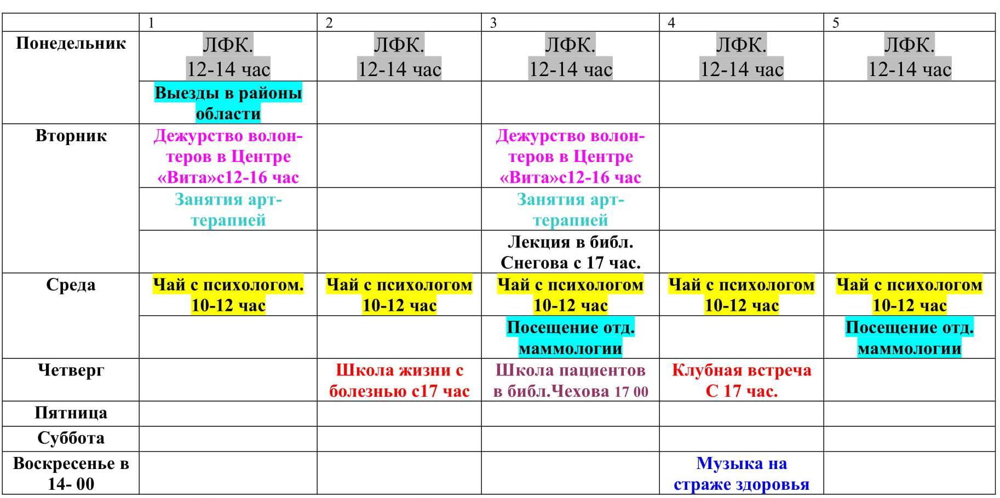 1 2 3 4 5
Понедельник ЛФК. ЛФК. ЛФК. ЛФК. ЛФК.
12-14 час 12-14 час 12-14 час 12-14 час 12-14 час
Выезды в районы
области
Вторник Дежурство волон- Дежурство волон-
теров в Центре теров в Центре
«Вита»с12-16 час «Вита»с12-16 час
Занятия арт- Занятия арт-
терапией терапией
Лекция в библ.
Снегова с 17 час.
Среда Чай с психологом. Чай с психологом Чай с психологом Чай с психологом Чай с психологом
10-12 час 10-12 час 10-12 час 10-12 час 10-12 час
Посещение отд. Посещение отд.
маммологии маммологии
Четверг Школа жизни с Школа пациентов Клубная встреча
болезнью с17 час в библ.Чехова 17 00 С 17 час.
Пятница
Суббота
Воскресенье в Музыка на
14- 00 страже здоровья